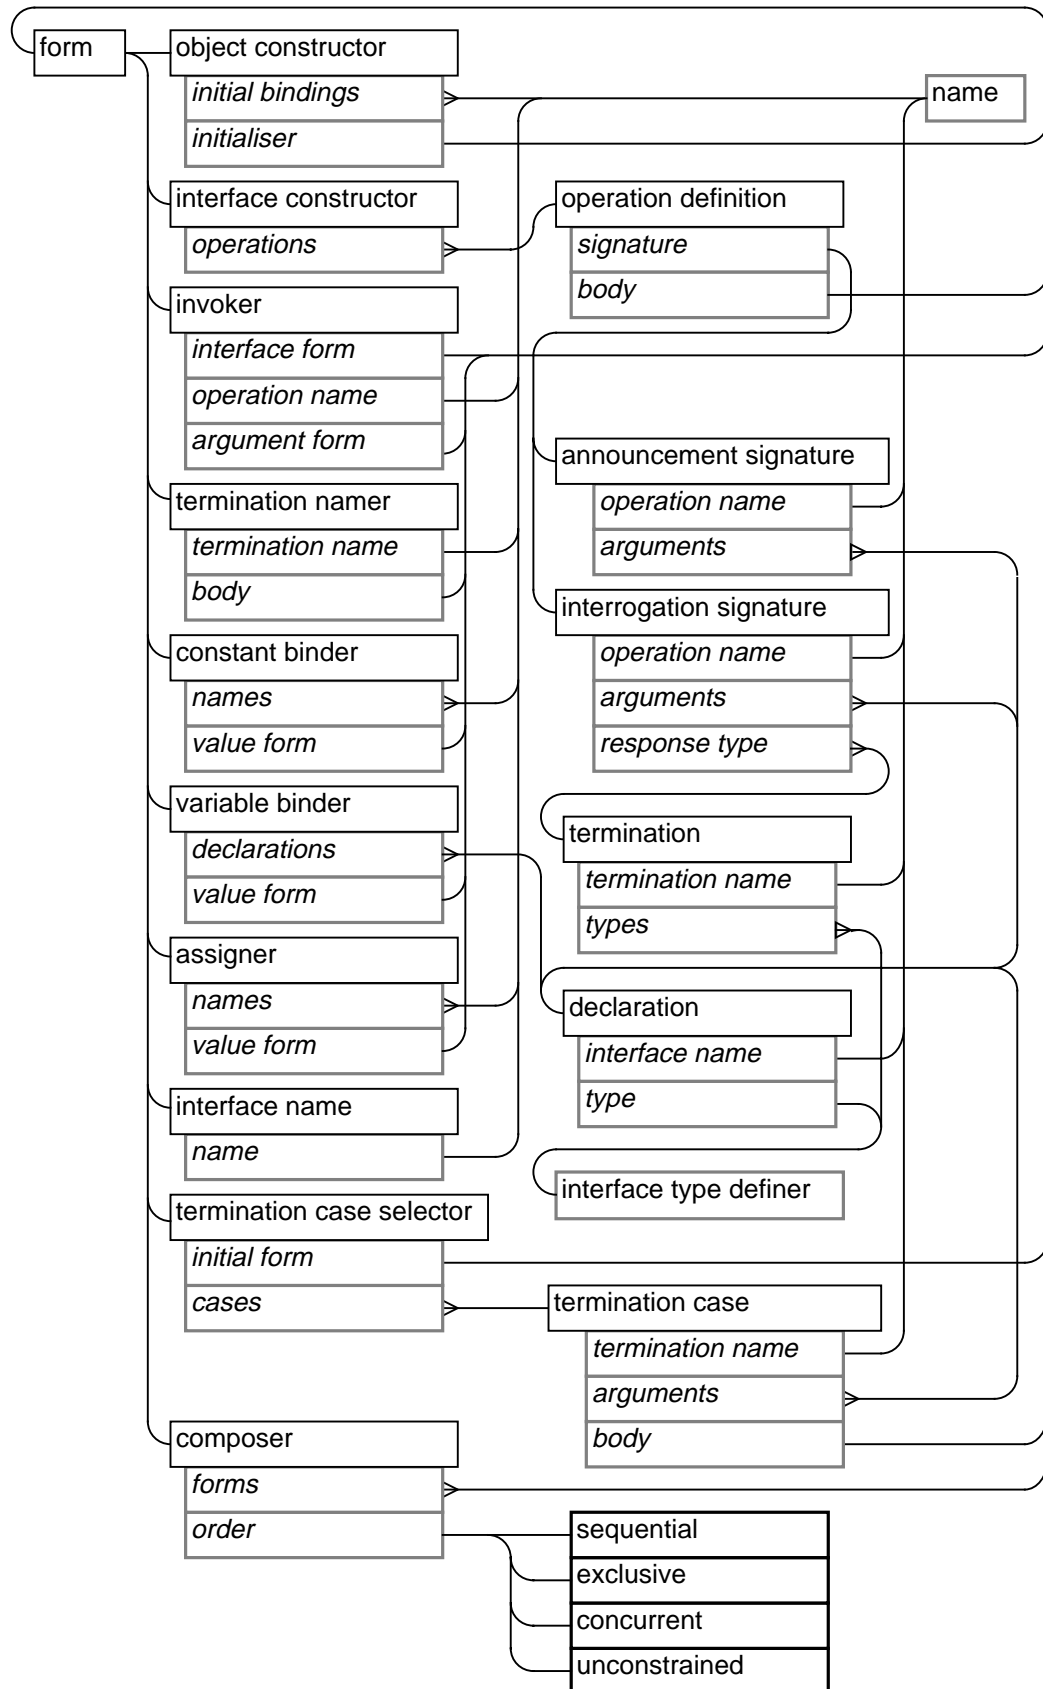 form
object constructor
initial bindings
name
initialiser
interface constructor
operation definition
operations
signature
body
invoker
interface form
operation name
argument form
announcement signature
operation name
arguments
termination namer
termination name
body
interrogation signature
operation name
arguments
response type
constant binder
names
value form
variable binder
declarations
value form
termination
termination name
types
assigner
names
value form
declaration
interface name
type
interface name
name
interface type definer
termination case selector
initial form
cases
termination case
termination name
arguments
body
composer
forms
order
sequential
exclusive
concurrent
unconstrained